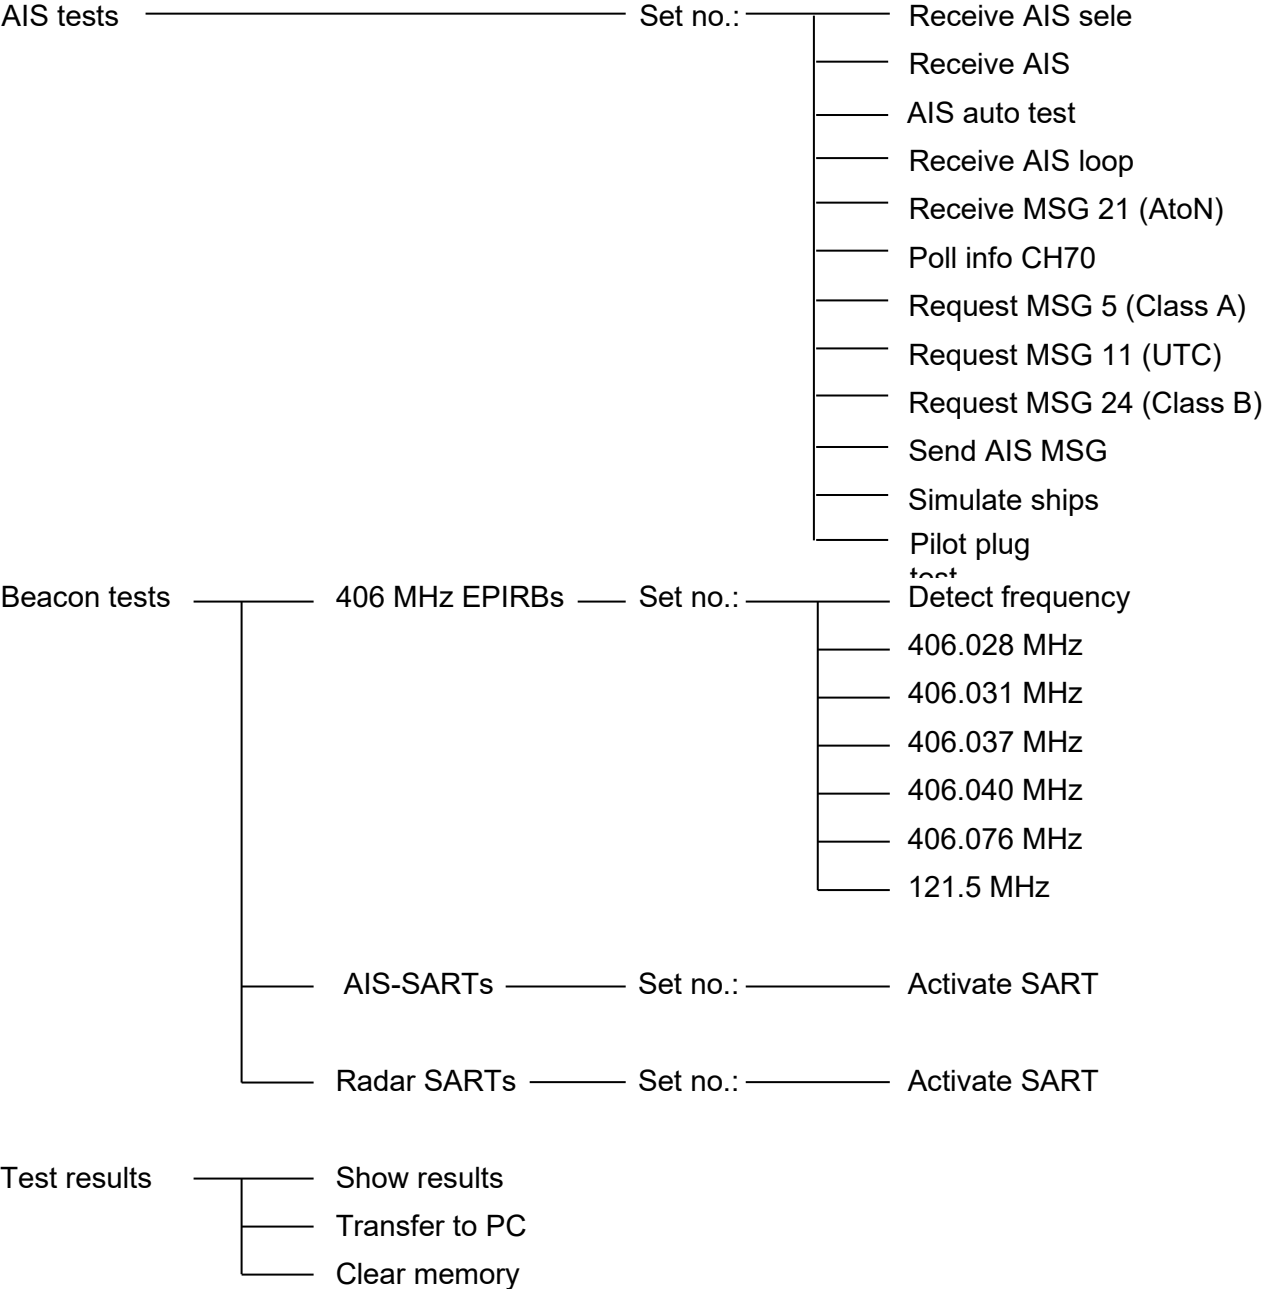 AIS tests Set no.: Receive AIS sele
Receive AIS
AIS auto test
Receive AIS loop
Receive MSG 21 (AtoN)
Poll info CH70
Request MSG 5 (Class A)
Request MSG 11 (UTC)
Request MSG 24 (Class B)
Send AIS MSG
Simulate ships
Pilot plug
test
Beacon tests 406 MHz EPIRBs Set no.: Detect frequency
406.028 MHz
406.031 MHz
406.037 MHz
406.040 MHz
406.076 MHz
121.5 MHz
AIS-SARTs Set no.: Activate SART
Radar SARTs Set no.: Activate SART
Test results Show results
Transfer to PC
Clear memory